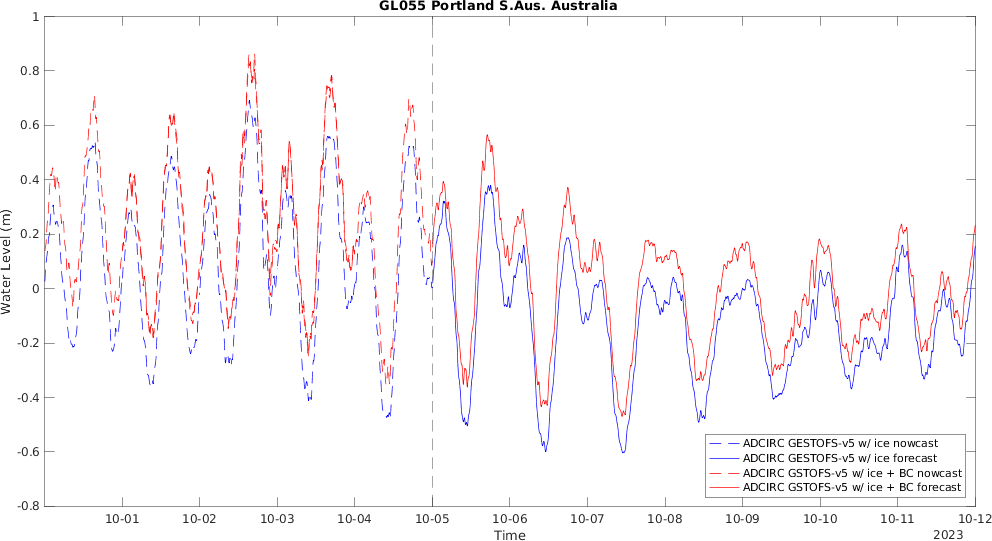 GL055 Portland S.Aus. Australia
Water Level (m)
1
0.8
0.6
0.4
0.2
0
-0.2
-0.4
-0.6
-0.8
ADCIRC GESTOFS-v5 w/ ice nowcast
ADCIRC GESTOFS-v5 w/ ice forecast
ADCIRC GSTOFS-v5 w/ ice + BC nowcast
ADCIRC GSTOFS-v5 w/ ice + BC forecast
10-01 10-02 10-03 10-04 10-05 10-06 10-07 10-08 10-09 10-10 10-11 10-12
Time
2023